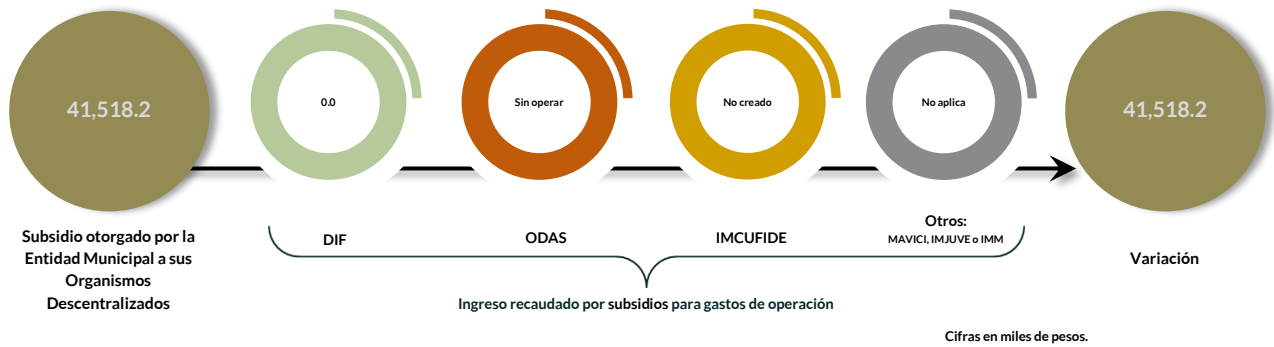 41,518.2
0.0
Sin operar
No creado
No aplica
41,518.2
Subsidio otorgado por la
Entidad Municipal a sus
Organismos
Descentralizados
DIF
ODAS
IMCUFIDE
Otros:
MAVICI, IMJUVE o IMM
Variación
Ingreso recaudado por subsidios para gastos de operación
Cifras en miles de pesos.